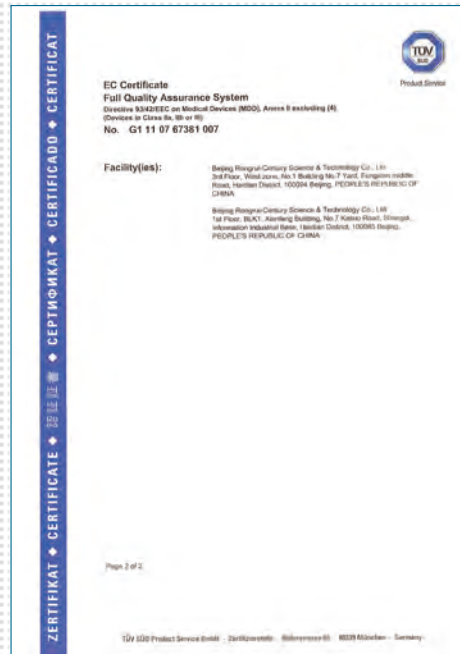 TÜV
SÜD
Product Service
EC Certificate
Full Quality Assurance System
Directive 93/42/EEC on Medical Devices (MDD), Annex II excluding (4)
(Devices in Class IIa, IIb or III)
No. G1 11 07 67381 007
Facility(ies):
Beijing Rongrui-Century Science & Technology Co., Ltd
3rd Floor, West zone, No.1 Building No.7 Yard, Fengxian middle
Road, Haidian District, 100094 Beijing, PEOPLE'S REPUBLIC OF
CHINA
Beijing Rongrui-Century Science & Technology Co., Ltd
1st Floor, BLK1, Building, No.7 Road, Shangdi,
Information Industrial Base, Haidian District, 100085 Beijing,
PEOPLE'S REPUBLIC OF CHINA
Page 2 of 2
TÜV SÜD Product Service GmbH - Zertifizierstelle - Ridlerstrasse 65 - 80339 München - Germany
ZERTIFIKAT ◆ CERTIFICATE ◆ 認証証書 ◆ СЕРТИФИКАТ ◆ CERTIFICADO ◆ CERTIFICAT